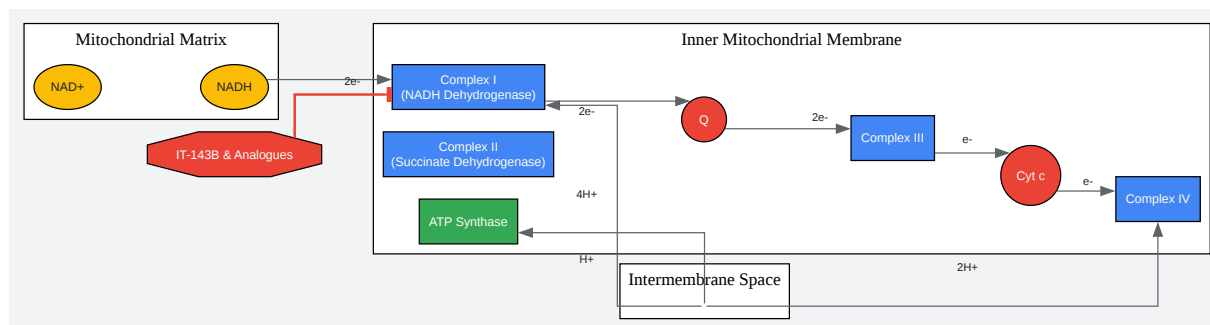 Mitochondrial Matrix
NAD+
NADH
IT-143B & Analogues
Inner Mitochondrial Membrane
2e-
Complex I
(NADH Dehydrogenase)
2e-
Q
2e-
Complex III
e-
Cyt c
e-
Complex IV
Complex II
(Succinate Dehydrogenase)
4H+
ATP Synthase
H+
2H+
Intermembrane Space